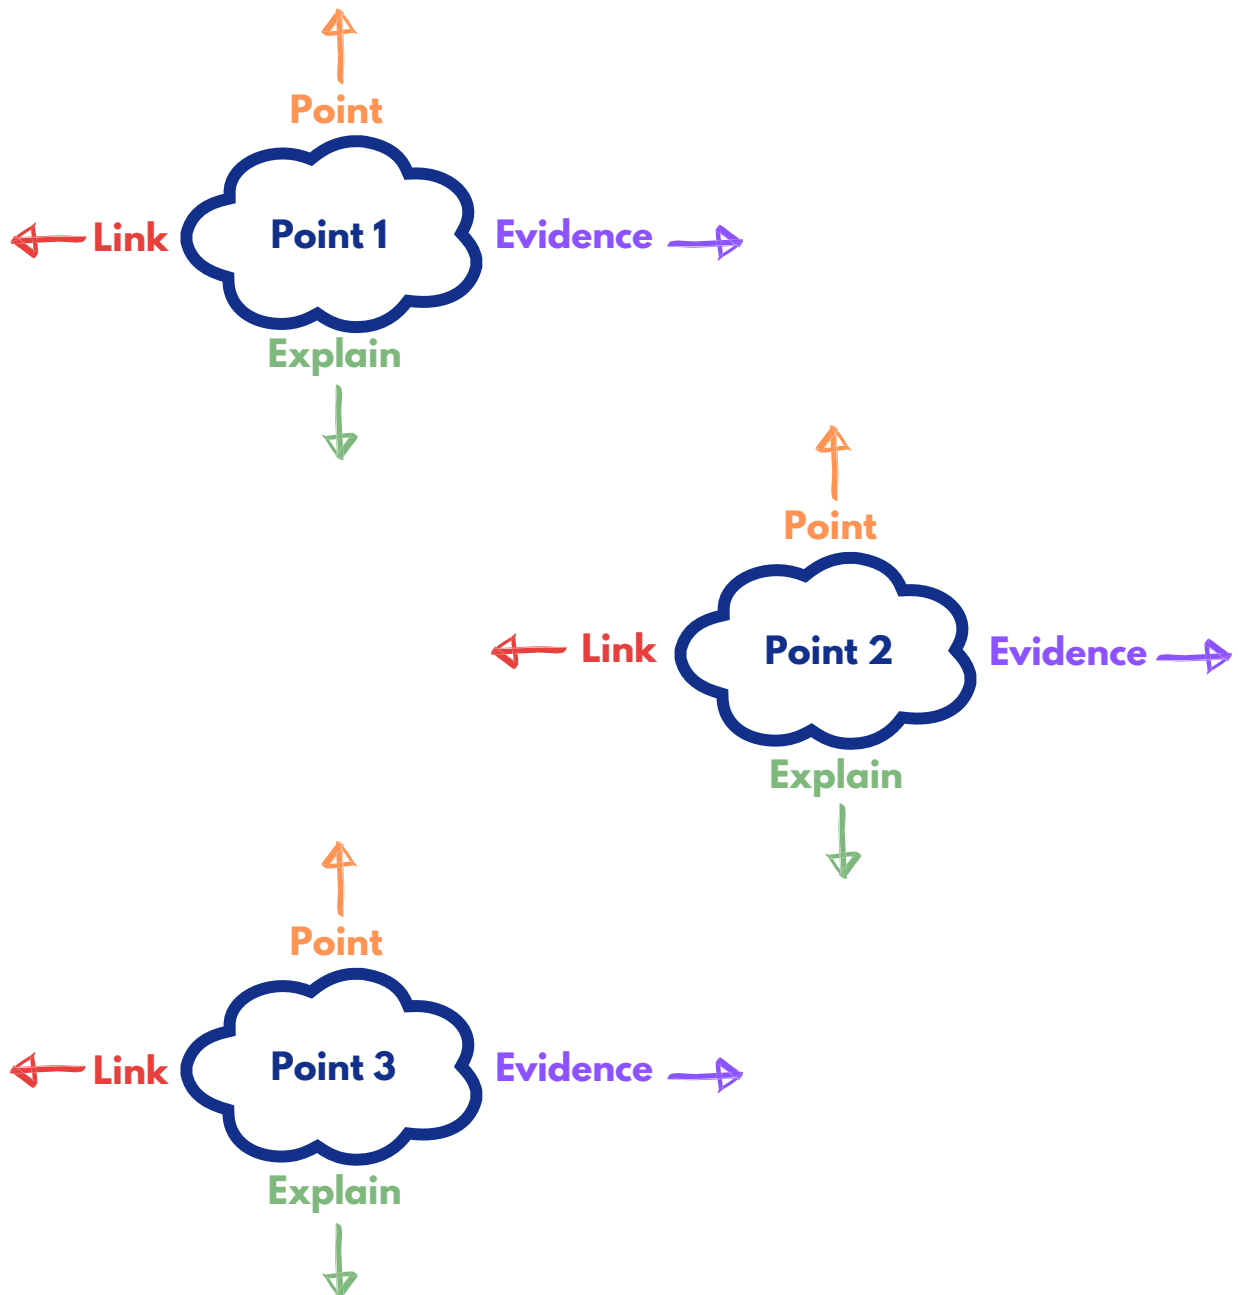 Point
Link
Point 1
Evidence
Explain
Point
Link
Point 2
Evidence
Explain
Point
Link
Point 3
Evidence
Explain